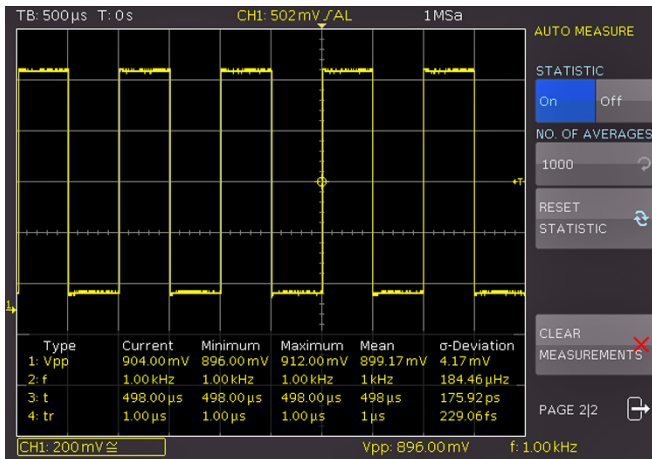 TB: 500 µs T: 0 s CH1: 502 mV / AL 1MSa
AUTO MEASURE
STATISTIC
On Off
NO. OF AVERAGES
1000
RESET
STATISTIC
T
1
Type Current Minimum Maximum Mean σ-Deviation
1: Vpp 904.00 mV 896.00 mV 912.00 mV 899.17 mV 4.17 mV
2: f 1.00 kHz 1.00 kHz 1.00 kHz 1 kHz 184.46 µHz
3: t 498.00 µs 498.00 µs 498.00 µs 498 µs 175.92 ps
4: tr 1.00 µs 1.00 µs 1.00 µs 1 µs 229.06 fs
CLEAR
MEASUREMENTS
PAGE 2|2
CH1: 200 mV ≅ Vpp: 896.00 mV f: 1.00 kHz